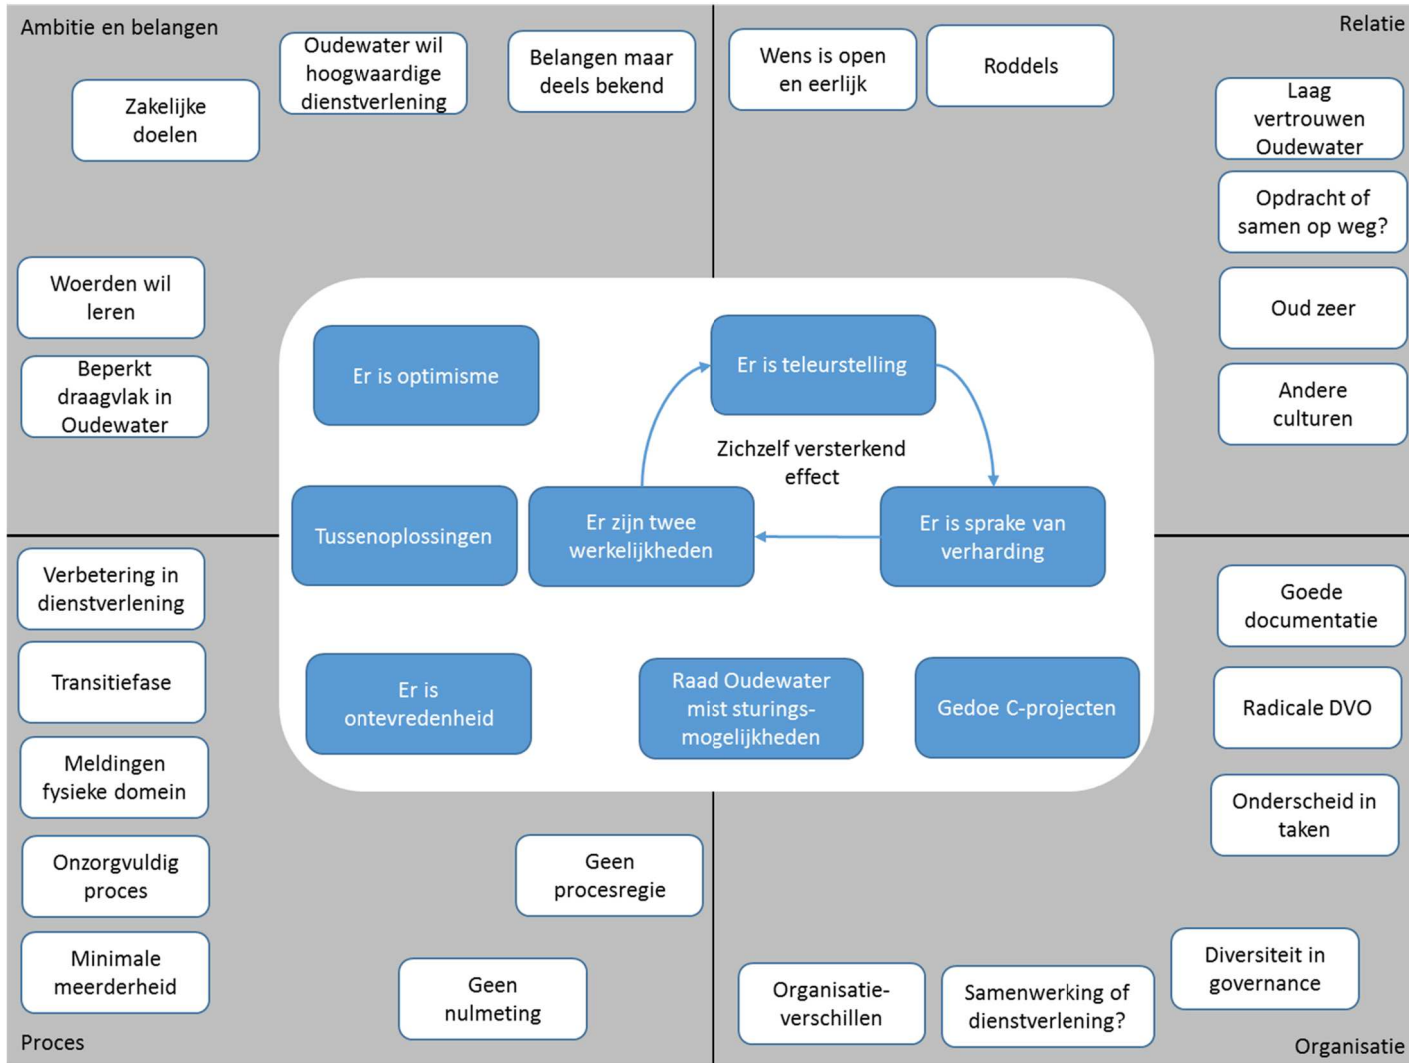 Ambitie en belangen
Oudewater wil
hoogwaardige
dienstverlening
Belangen maar
deels bekend
Zakelijke
doelen
Woerden wil
leren
Beperkt
draagvlak in
Oudewater
Relatie
Wens is open
en eerlijk
Roddels
Laag
vertrouwen
Oudewater
Opdracht of
samen op weg?
Oud zeer
Andere
culturen
Er is optimisme
Er is teleurstelling
Zichzelf versterkend
effect
Tussenoplossingen
Er zijn twee
werkelijkheden
Er is sprake van
verharding
Er is
ontevredenheid
Raad Oudewater
mist sturings-
mogelijkheden
Gedoe C-projecten
Verbetering in
dienstverlening
Transitiefase
Meldingen
fysieke domein
Onzorgvuldig
proces
Minimale
meerderheid
Geen
procesregie
Geen
nulmeting
Proces
Goede
documentatie
Radicale DVO
Onderscheid in
taken
Diversiteit in
governance
Organisatie-
verschillen
Samenwerking of
dienstverlening?
Organisatie